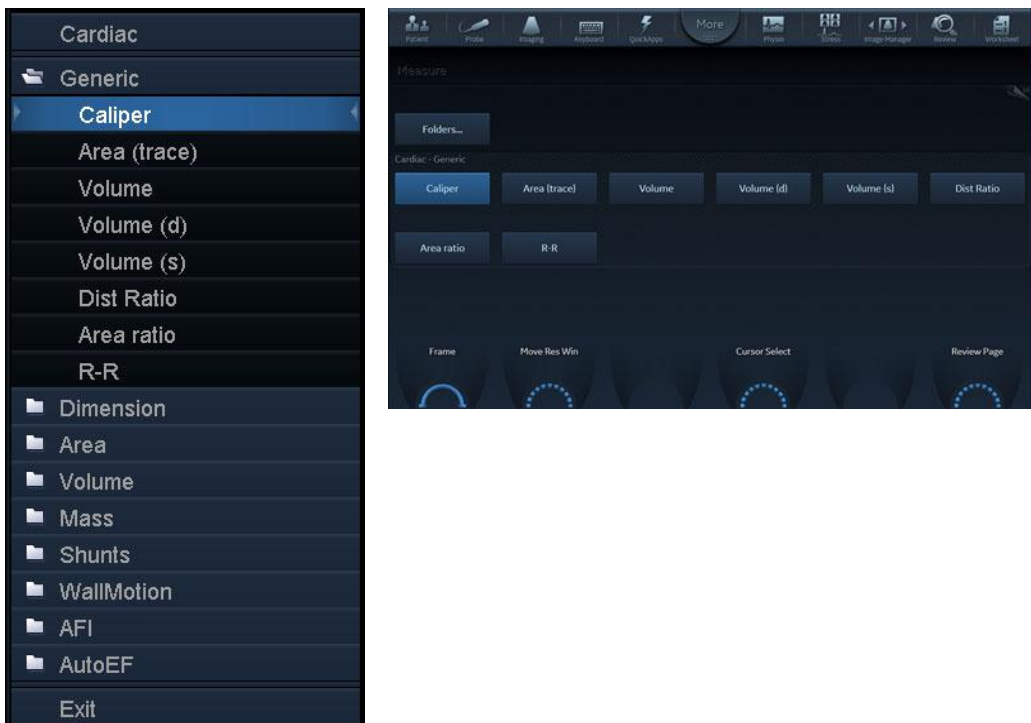 Cardiac
Generic
Caliper
Area (trace)
Volume
Volume (d)
Volume (s)
Dist Ratio
Area ratio
R-R
Dimension
Area
Volume
Mass
Shunts
WallMotion
AFI
AutoEF
Exit
Patient Probe Imaging Keyboard QuickApps More Physio Stress Image Manager Review Worksheet
Measure
Folders...
Cardiac - Generic
Caliper Area (trace) Volume Volume (d) Volume (s) Dist Ratio
Area ratio R-R
Frame Move Res Win Cursor Select Review Page